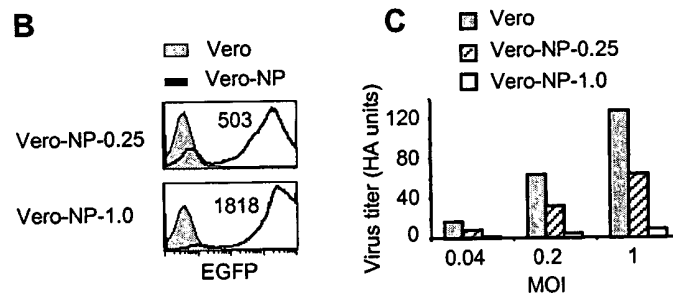 B
Vero
Vero-NP
Vero-NP-0.25
503
Vero-NP-1.0
1818
EGFP
C
Vero
Vero-NP-0.25
Vero-NP-1.0
Virus titer (HA units)
120
80
40
0
0.04
0.2
1
MOI